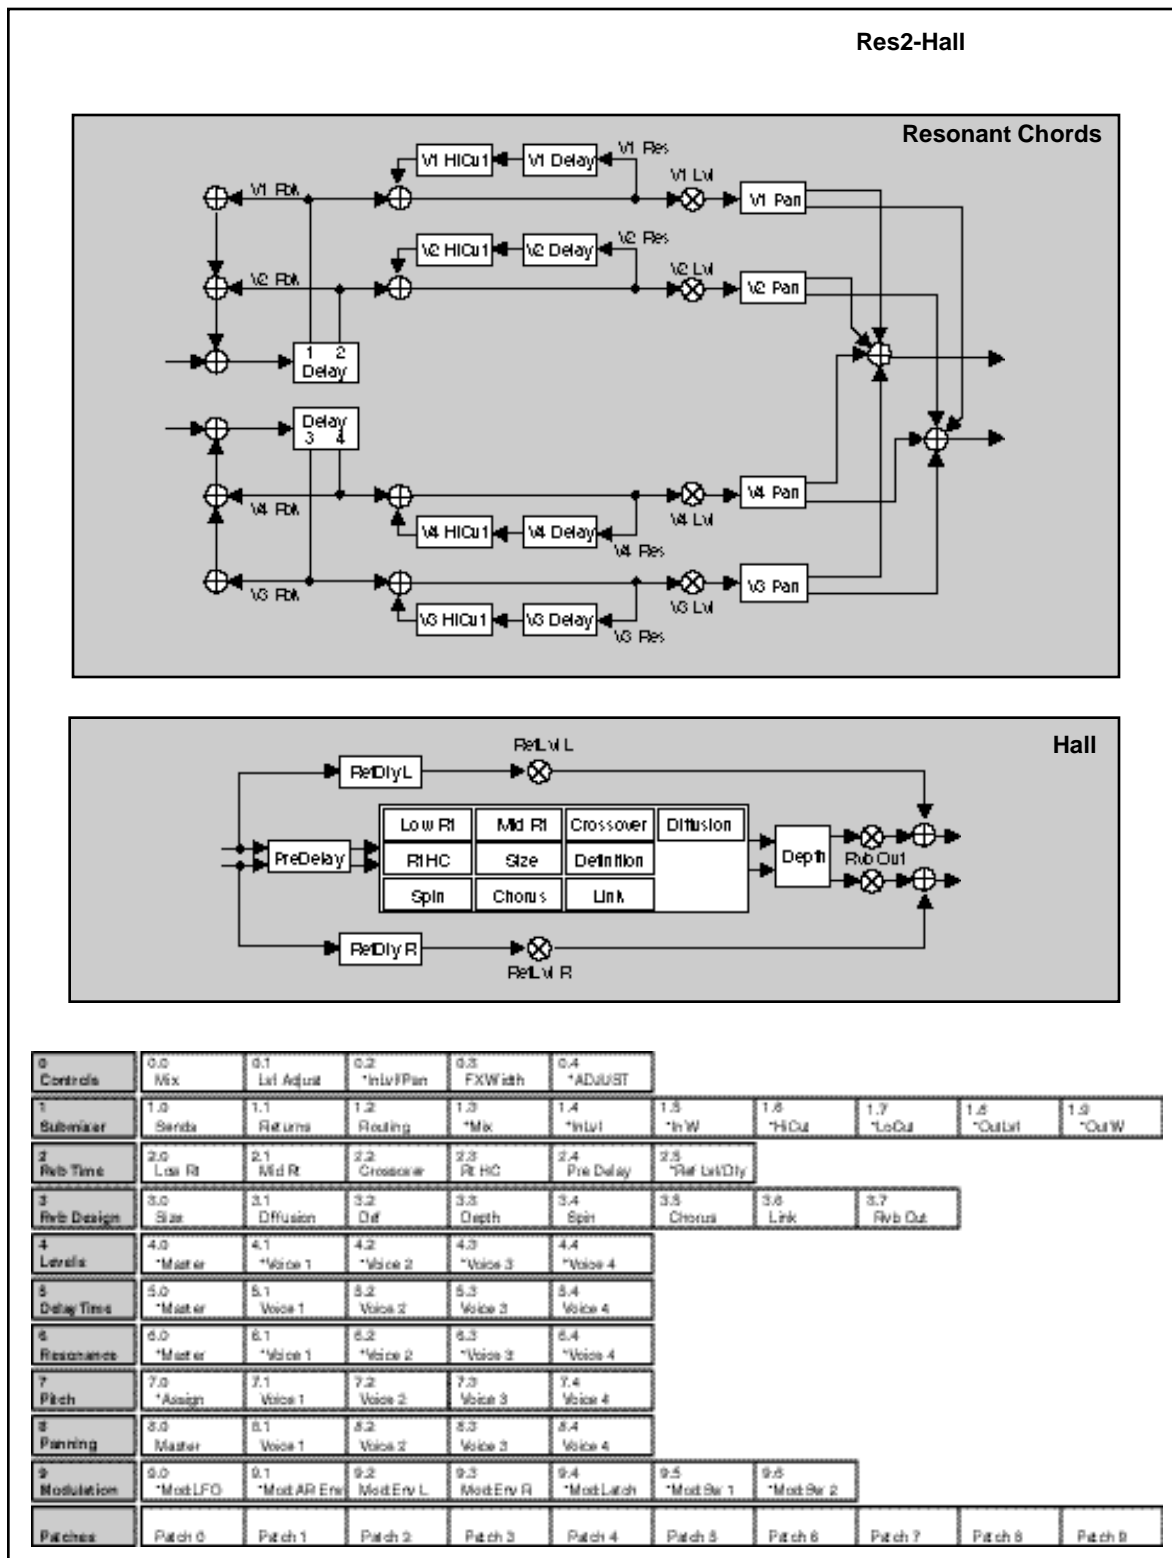 Res2-Hall
Resonant Chords
V1 Res
V1 HiCut V1 Delay
V1 Lvl
V1 Fbk
V1 Pan
V2 Res
V2 HiCut V2 Delay
V2 Lvl
V2 Fbk
V2 Pan
1 2
Delay
Delay
3 4
V4 Fbk
V4 Pan
V4 Lvl
V4 HiCut V4 Delay
V4 Res
V3 Fbk
V3 Pan
V3 Lvl
V3 HiCut V3 Delay
V3 Res
Hall
RefLvl L
RefDly L
Low Rt Mid Rt Crossover Diffusion
PreDelay Rt HC Size Definition Depth Rvb Out
Spin Chorus Link
RefDly R
RefLvl R
0 0.0 0.1 0.2 0.3 0.4
Controls Mix Lvl Adjust *InLvl/Pan FXWidth *ADJUST
1 1.0 1.1 1.2 1.3 1.4 1.5 1.6 1.7 1.8 1.9
Submixer Sends Returns Routing *Mix *InLvl *In W *HiCut *LoCut *OutLvl *Out W
2 2.0 2.1 2.2 2.3 2.4 2.5
Rvb Time Low Rt Mid Rt Crossover Rt HC Pre Delay *Ref Lvl/Dly
3 3.0 3.1 3.2 3.3 3.4 3.5 3.6 3.7
Rvb Design Size Diffusion Def Depth Spin Chorus Link Rvb Out
4 4.0 4.1 4.2 4.3 4.4
Levels *Master *Voice 1 *Voice 2 *Voice 3 *Voice 4
5 5.0 5.1 5.2 5.3 5.4
Delay Time *Master Voice 1 Voice 2 Voice 3 Voice 4
6 6.0 6.1 6.2 6.3 6.4
Resonance *Master *Voice 1 *Voice 2 *Voice 3 *Voice 4
7 7.0 7.1 7.2 7.3 7.4
Pitch *Assign Voice 1 Voice 2 Voice 3 Voice 4
8 8.0 8.1 8.2 8.3 8.4
Panning Master Voice 1 Voice 2 Voice 3 Voice 4
9 9.0 9.1 9.2 9.3 9.4 9.5 9.6
Modulation *Mod:LFO *Mod:AR Env Mod:Env L Mod:Env R *Mod:Latch *Mod:Sw 1 *Mod:Sw 2
Patches Patch 0 Patch 1 Patch 2 Patch 3 Patch 4 Patch 5 Patch 6 Patch 7 Patch 8 Patch 9